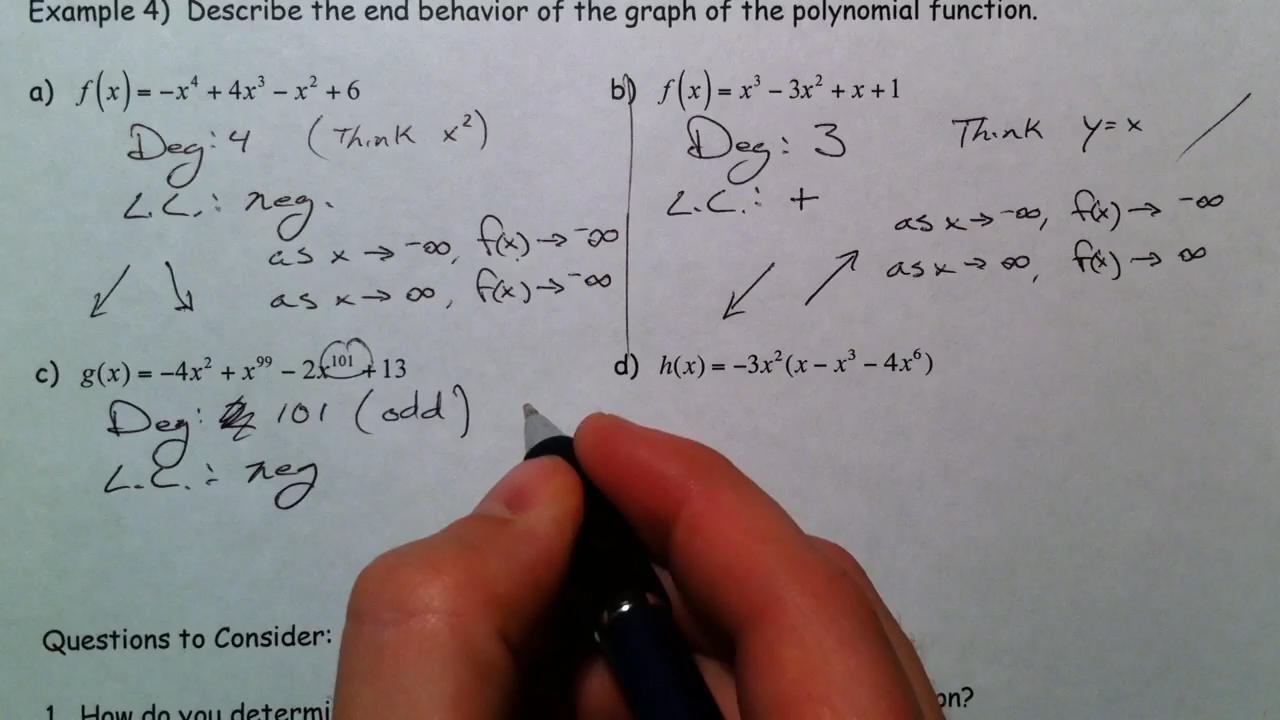 Example 4) Describe the end behavior of the graph of the polynomial function.
a) f(x) = −x⁴ + 4x³ − x² + 6
Deg: 4 (Think x²)
L.C.: neg.
as x → ⁻∞, f(x) → ⁻∞
as x → ∞, f(x) → ⁻∞
b) f(x) = x³ − 3x² + x + 1
Deg: 3 Think y=x
L.C.: +
as x → ⁻∞, f(x) → ⁻∞
as x → ∞, f(x) → ∞
c) g(x) = −4x² + x⁹⁹ − 2x¹⁰¹ + 13
Deg: 101 (odd)
L.C.: neg
d) h(x) = −3x²(x − x³ − 4x⁶)
Questions to Consider:
1. How do you